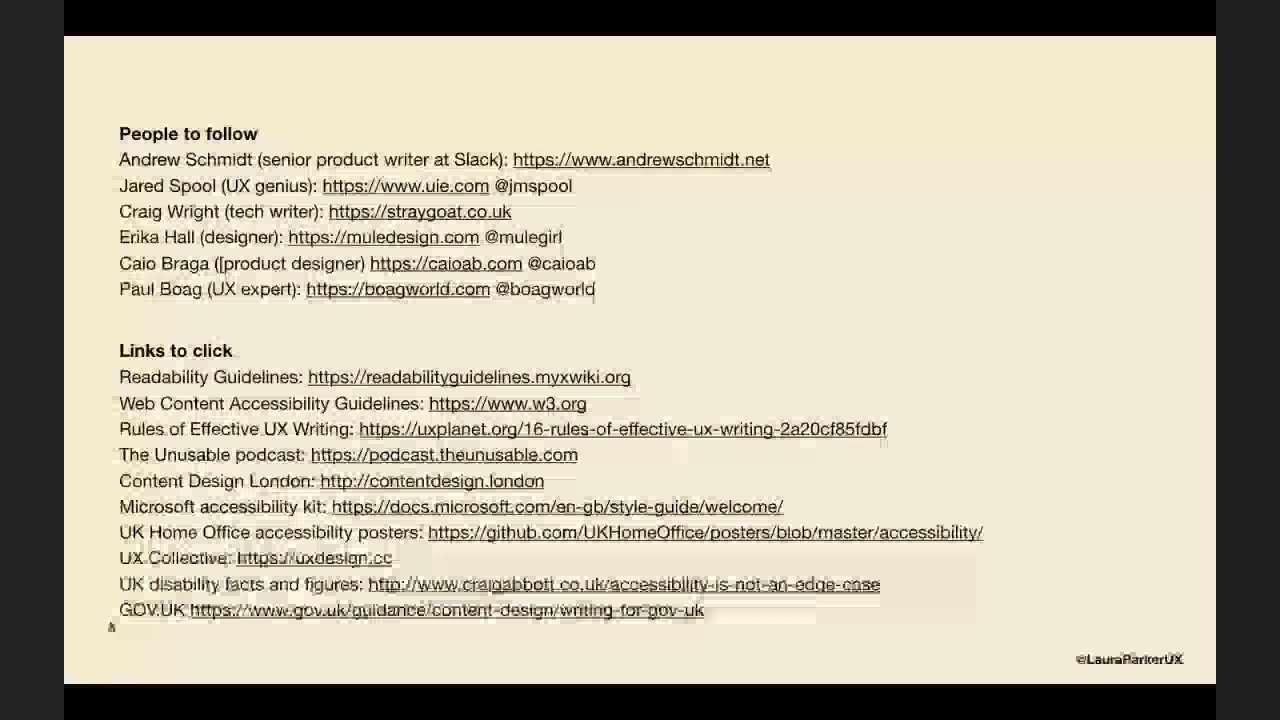 People to follow
Andrew Schmidt (senior product writer at Slack): https://www.andrewschmidt.net
Jared Spool (UX genius): https://www.uie.com @jmspool
Craig Wright (tech writer): https://straygoat.co.uk
Erika Hall (designer): https://muledesign.com @mulegirl
Caio Braga ([product designer) https://caioab.com @caioab
Paul Boag (UX expert): https://boagworld.com @boagworld
Links to click
Readability Guidelines: https://readabilityguidelines.myxwiki.org
Web Content Accessibility Guidelines: https://www.w3.org
Rules of Effective UX Writing: https://uxplanet.org/16-rules-of-effective-ux-writing-2a20cf85fdbf
The Unusable podcast: https://podcast.theunusable.com
Content Design London: http://contentdesign.london
Microsoft accessibility kit: https://docs.microsoft.com/en-gb/style-guide/welcome/
UK Home Office accessibility posters: https://github.com/UKHomeOffice/posters/blob/master/accessibility/
UX Collective: https://uxdesign.cc
UK disability facts and figures: http://www.craigabbott.co.uk/accessibility-is-not-an-edge-case
GOV.UK https://www.gov.uk/guidance/content-design/writing-for-gov-uk
@LauraParkerUX